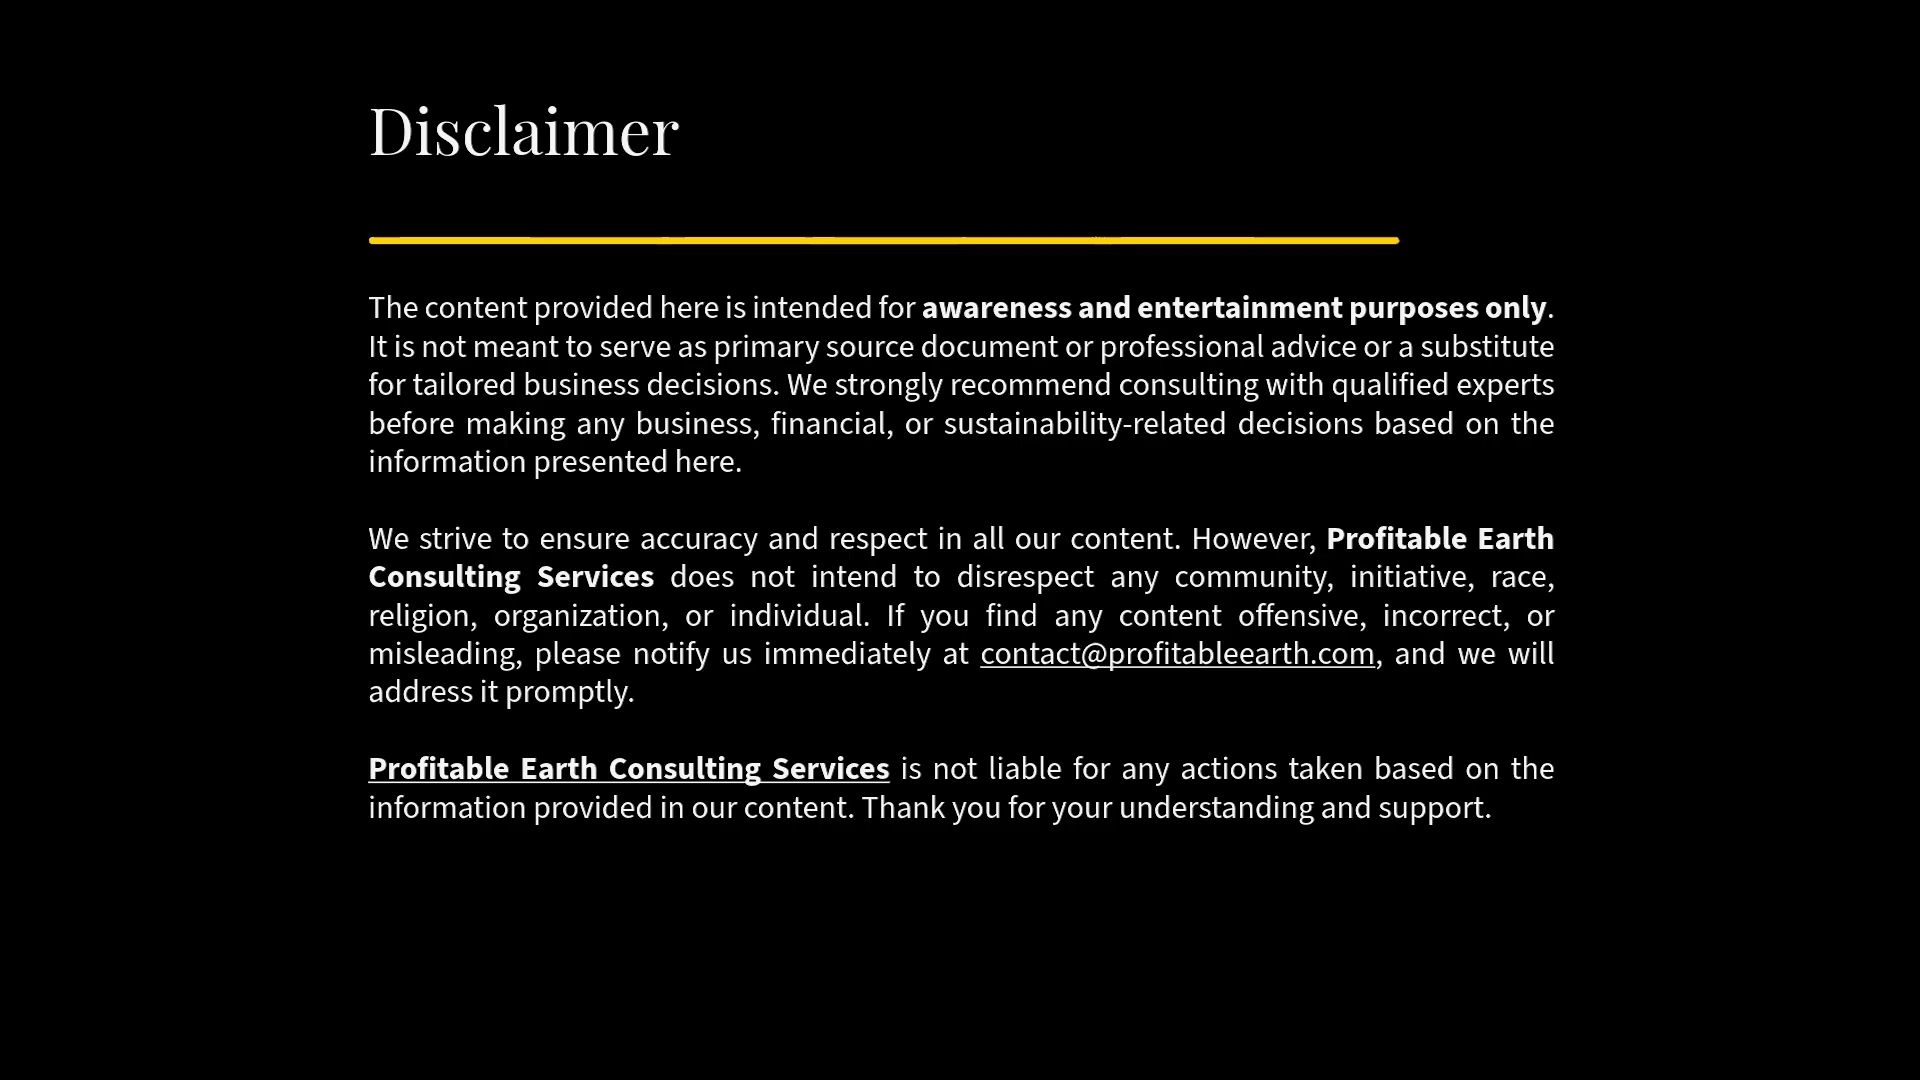 Disclaimer
The content provided here is intended for awareness and entertainment purposes only.
It is not meant to serve as primary source document or professional advice or a substitute
for tailored business decisions. We strongly recommend consulting with qualified experts
before making any business, financial, or sustainability-related decisions based on the
information presented here.
We strive to ensure accuracy and respect in all our content. However, Profitable Earth
Consulting Services does not intend to disrespect any community, initiative, race,
religion, organization, or individual. If you find any content offensive, incorrect, or
misleading, please notify us immediately at contact@profitableearth.com, and we will
address it promptly.
Profitable Earth Consulting Services is not liable for any actions taken based on the
information provided in our content. Thank you for your understanding and support.